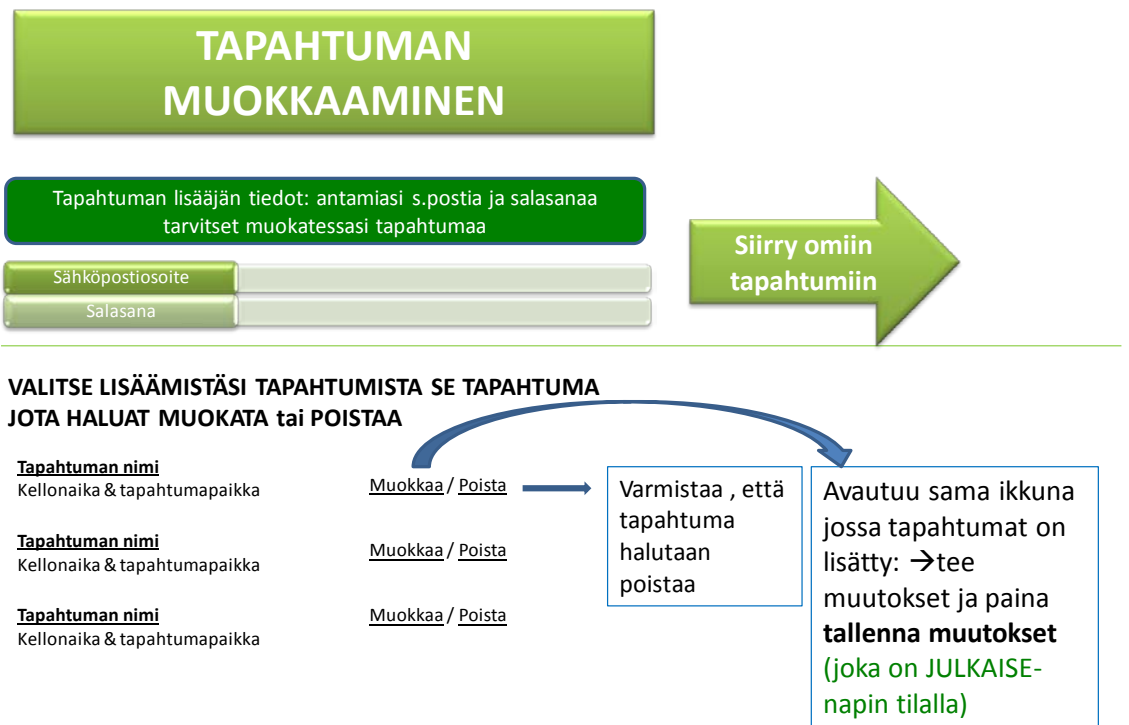 TAPAHTUMAN
MUOKKAAMINEN
Tapahtuman lisääjän tiedot: antamiasi s.postia ja salasanaa
tarvitset muokatessasi tapahtumaa
Siirry omiin
tapahtumiin
Sähköpostiosoite
Salasana
VALITSE LISÄÄMISTÄSI TAPAHTUMISTA SE TAPAHTUMA
JOTA HALUAT MUOKATA tai POISTAA
Tapahtuman nimi
Kellonaika & tapahtumapaikka
Muokkaa / Poista
Tapahtuman nimi
Kellonaika & tapahtumapaikka
Muokkaa / Poista
Tapahtuman nimi
Kellonaika & tapahtumapaikka
Muokkaa / Poista
Varmistaa , että
tapahtuma
halutaan
poistaa
Avautuu sama ikkuna
jossa tapahtumat on
lisätty: →tee
muutokset ja paina
tallenna muutokset
(joka on JULKAISE-
napin tilalla)